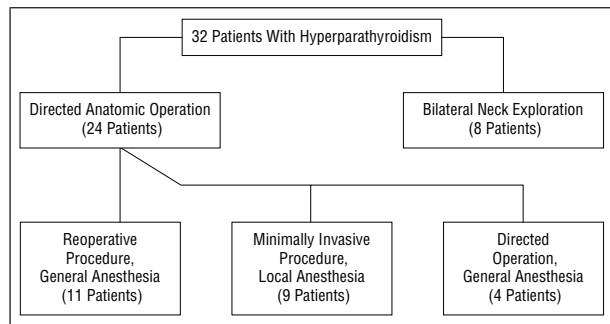 32 Patients With Hyperparathyroidism
Directed Anatomic Operation
(24 Patients)
Bilateral Neck Exploration
(8 Patients)
Reoperative
Procedure,
General Anesthesia
(11 Patients)
Minimally Invasive
Procedure,
Local Anesthesia
(9 Patients)
Directed
Operation,
General Anesthesia
(4 Patients)